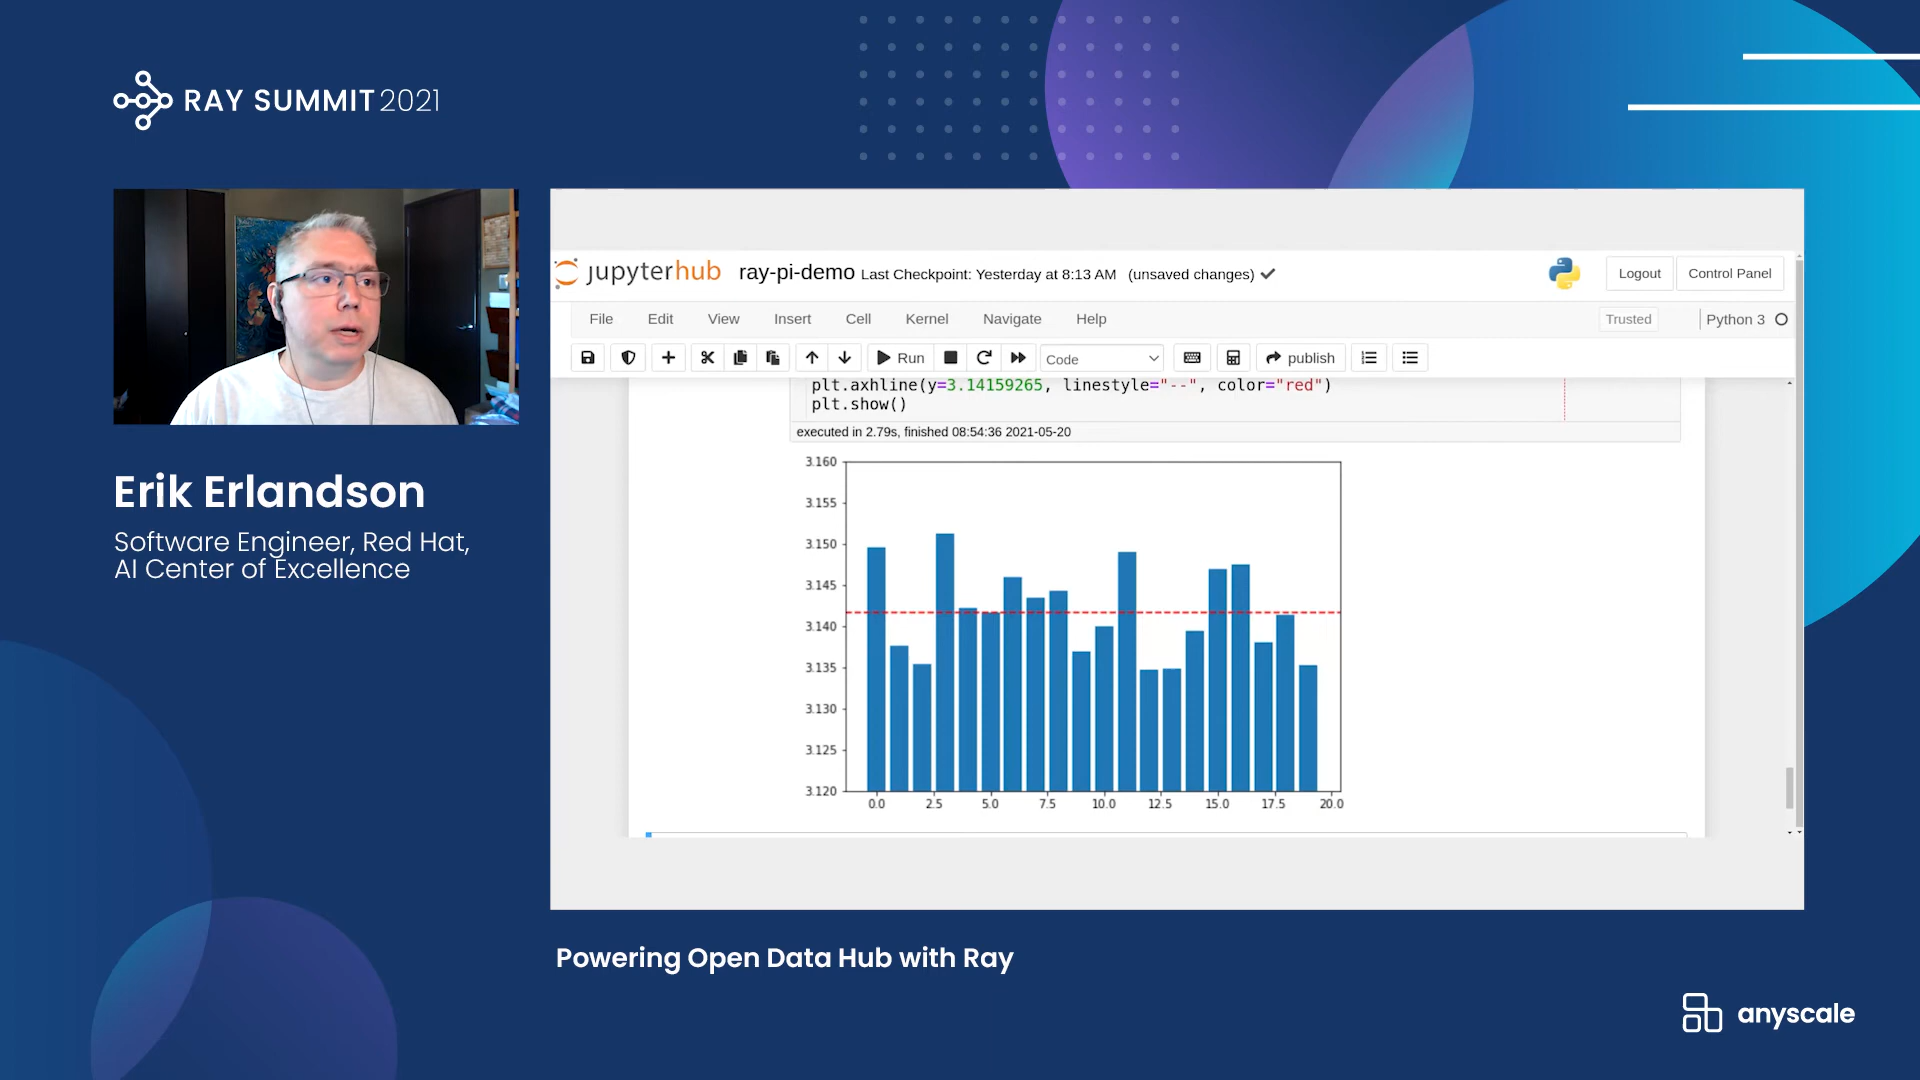 RAY SUMMIT 2021
Erik Erlandson
Software Engineer, Red Hat,
AI Center of Excellence
jupyterhub ray-pi-demo Last Checkpoint: Yesterday at 8:13 AM (unsaved changes) Logout Control Panel
File Edit View Insert Cell Kernel Navigate Help Trusted Python 3
Run Code publish
plt.axhline(y=3.14159265, linestyle="--", color="red")
plt.show()
executed in 2.79s, finished 08:54:36 2021-05-20
3.160
3.155
3.150
3.145
3.140
3.135
3.130
3.125
3.120
0.0 2.5 5.0 7.5 10.0 12.5 15.0 17.5 20.0
Powering Open Data Hub with Ray
anyscale